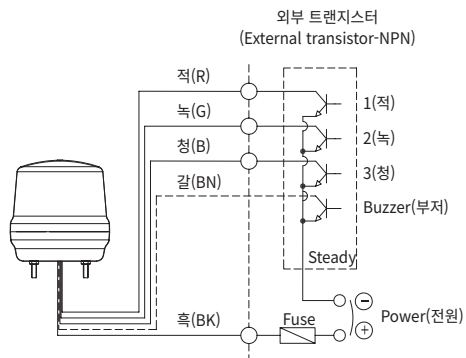 외부 트랜지스터
(External transistor-NPN)
적(R)
1(적)
녹(G)
2(녹)
청(B)
3(청)
갈(BN)
Buzzer(부저)
Steady
흑(BK)
Fuse
Power(전원)